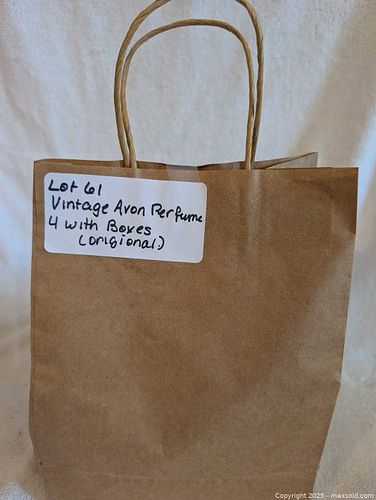 Lot 61
Vintage Avon Perfume
4 with Boxes
(origional)
Copyright 2025 - maxsold.com